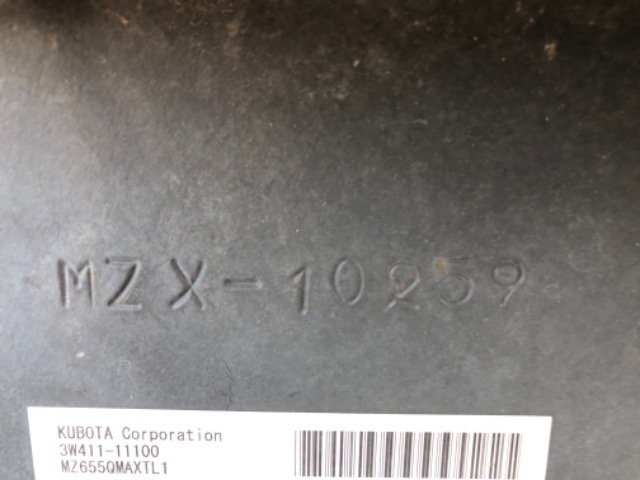 MZX-10259
KUBOTA Corporation
3W411-11100
MZ655QMAXTL1